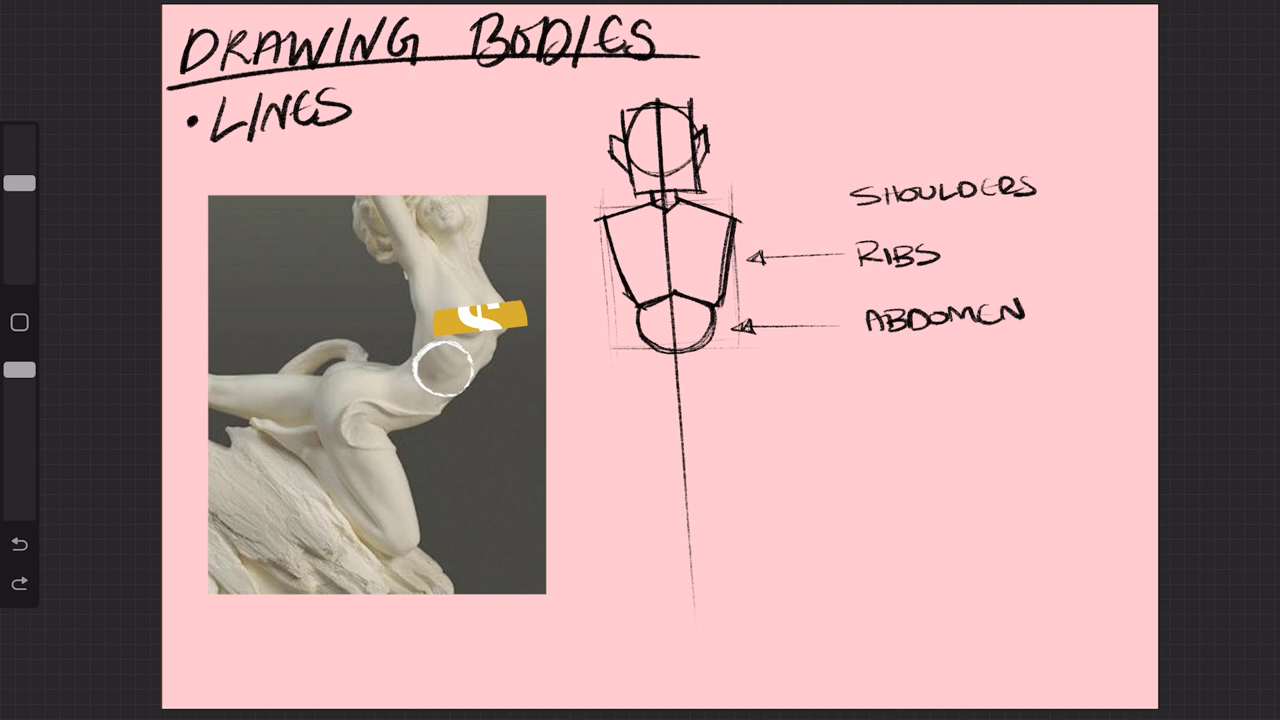 DRAWING BODIES
• LINES
SHOULDERS
RIBS
ABDOMEN